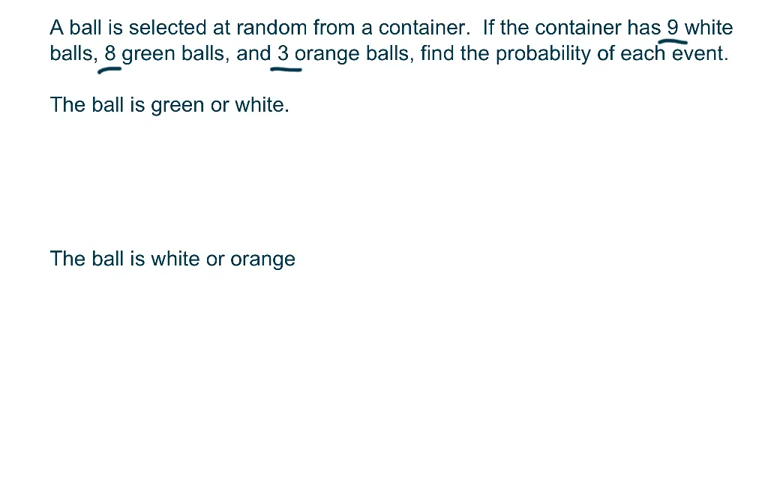 A ball is selected at random from a container.  If the container has 9 white
balls, 8 green balls, and 3 orange balls, find the probability of each event.
The ball is green or white.
The ball is white or orange